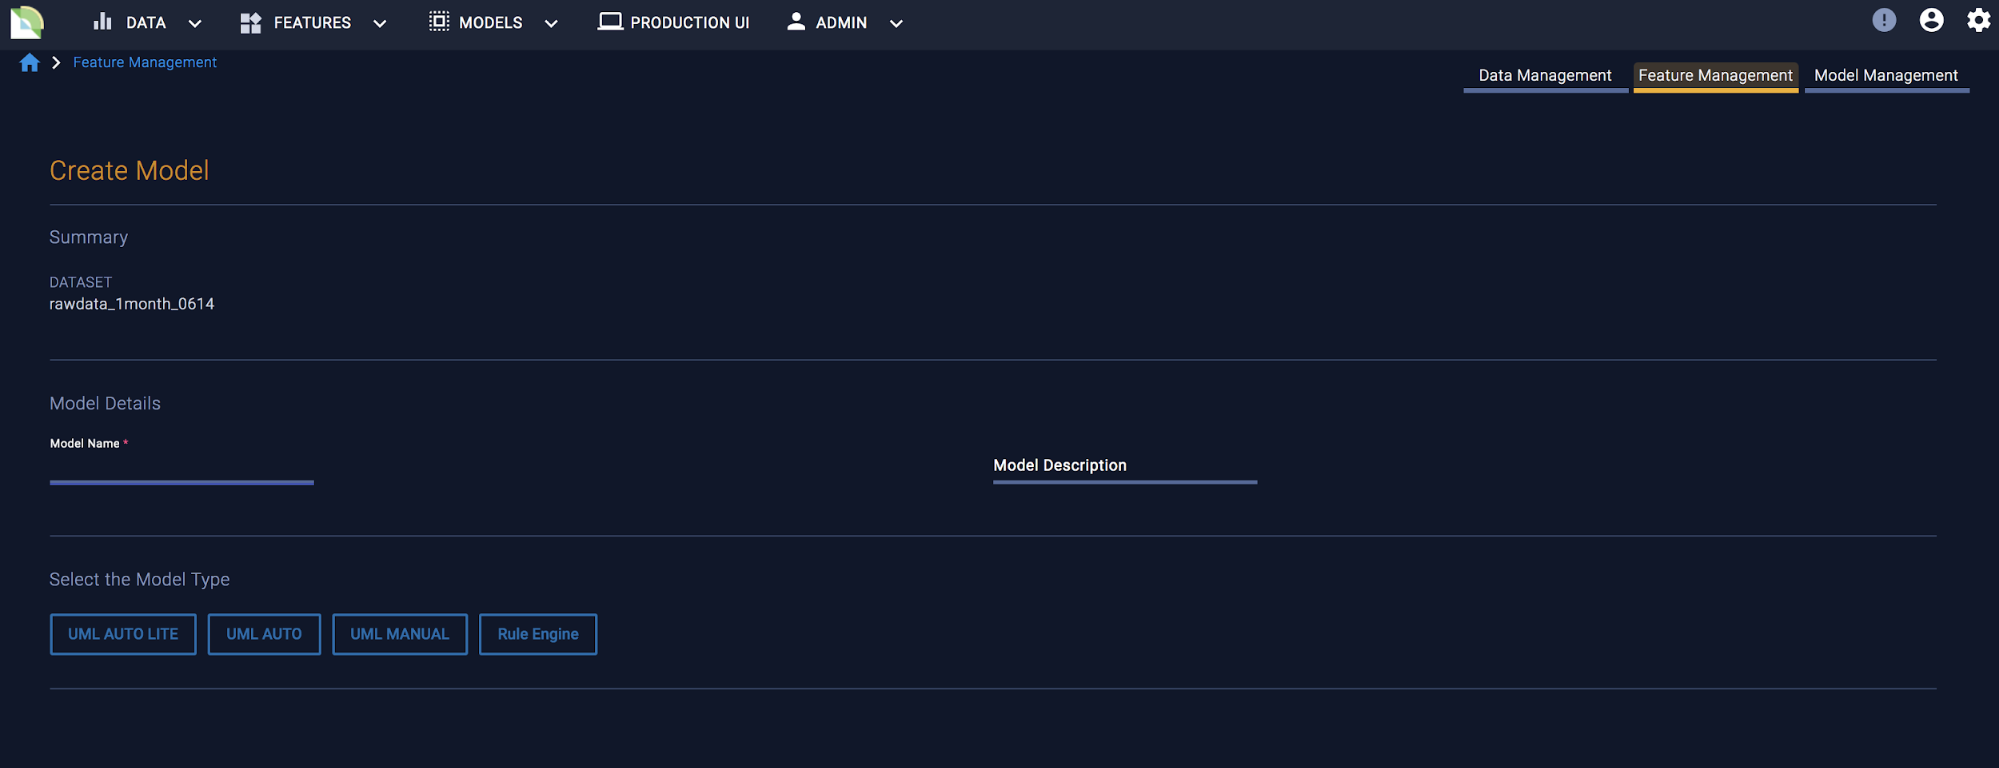 DATA FEATURES MODELS PRODUCTION UI ADMIN
Feature Management
Data Management Feature Management Model Management
Create Model
Summary
DATASET
rawdata_1month_0614
Model Details
Model Name *
Model Description
Select the Model Type
UML AUTO LITE UML AUTO UML MANUAL Rule Engine